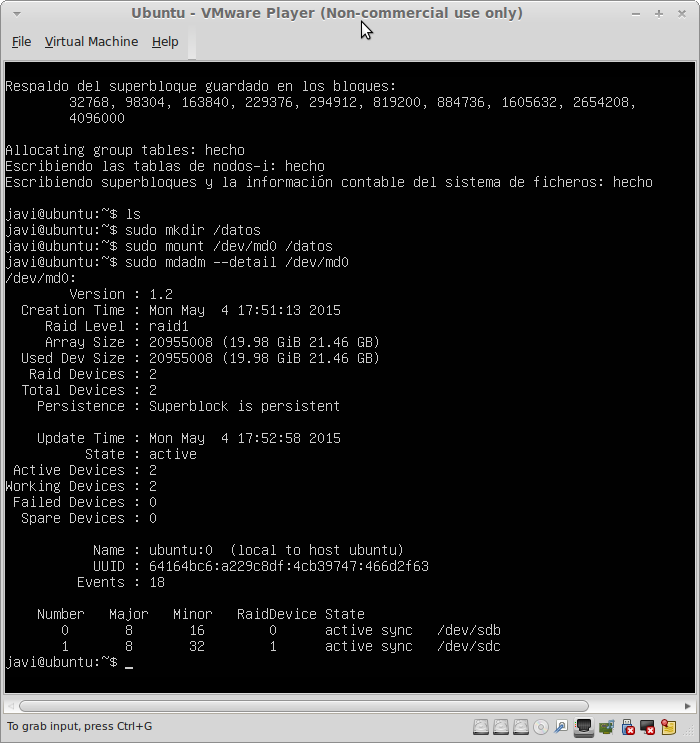 Ubuntu - VMware Player (Non-commercial use only)
File Virtual Machine Help
Respaldo del superbloque guardado en los bloques:
32768, 98304, 163840, 229376, 294912, 819200, 884736, 1605632, 2654208,
4096000
Allocating group tables: hecho
Escribiendo las tablas de nodos-i: hecho
Escribiendo superbloques y la información contable del sistema de ficheros: hecho
javi@ubuntu:~$ ls
javi@ubuntu:~$ sudo mkdir /datos
javi@ubuntu:~$ sudo mount /dev/md0 /datos
javi@ubuntu:~$ sudo mdadm --detail /dev/md0
/dev/md0:
Version : 1.2
Creation Time : Mon May  4 17:51:13 2015
Raid Level : raid1
Array Size : 20955008 (19.98 GiB 21.46 GB)
Used Dev Size : 20955008 (19.98 GiB 21.46 GB)
Raid Devices : 2
Total Devices : 2
Persistence : Superblock is persistent
Update Time : Mon May  4 17:52:58 2015
State : active
Active Devices : 2
Working Devices : 2
Failed Devices : 0
Spare Devices : 0
Name : ubuntu:0  (local to host ubuntu)
UUID : 64164bc6:a229c8df:4cb39747:466d2f63
Events : 18
Number   Major   Minor   RaidDevice State
0        8       16        0      active sync   /dev/sdb
1        8       32        1      active sync   /dev/sdc
javi@ubuntu:~$ _
To grab input, press Ctrl+G